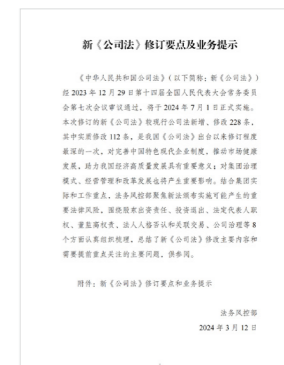 新《公司法》修订要点及业务提示
《中华人民共和国公司法》（以下简称：新《公司法》）
经 2023 年 12 月 29 日第十四届全国人民代表大会常务委员
会第七次会议审议通过，将于 2024 年 7 月 1 日正式实施。
本次修订的新《公司法》较现行公司法新增、修改 228 条，
其中实质修改 112 条，是我国《公司法》出台以来修订程度
最深的一次，对完善中国特色现代企业制度，推动市场健康
发展，助力我国经济高质量发展具有重要意义；对集团治理
模式、经营管理和改革发展也将产生重要影响。结合集团实
际和工作重点，法务风控部聚集新法颁布实施可能产生的重
要法律风险，围绕股东出资责任、投资退出、法定代表人职
权、董监高权责、法人人格否认和关联交易、公司治理等 8
个方面认真组织梳理，总结了新《公司法》修改主要内容和
需要提前重点关注的主要问题，供参阅。
附件：新《公司法》修订要点和业务提示
法务风控部
2024 年 3 月 12 日